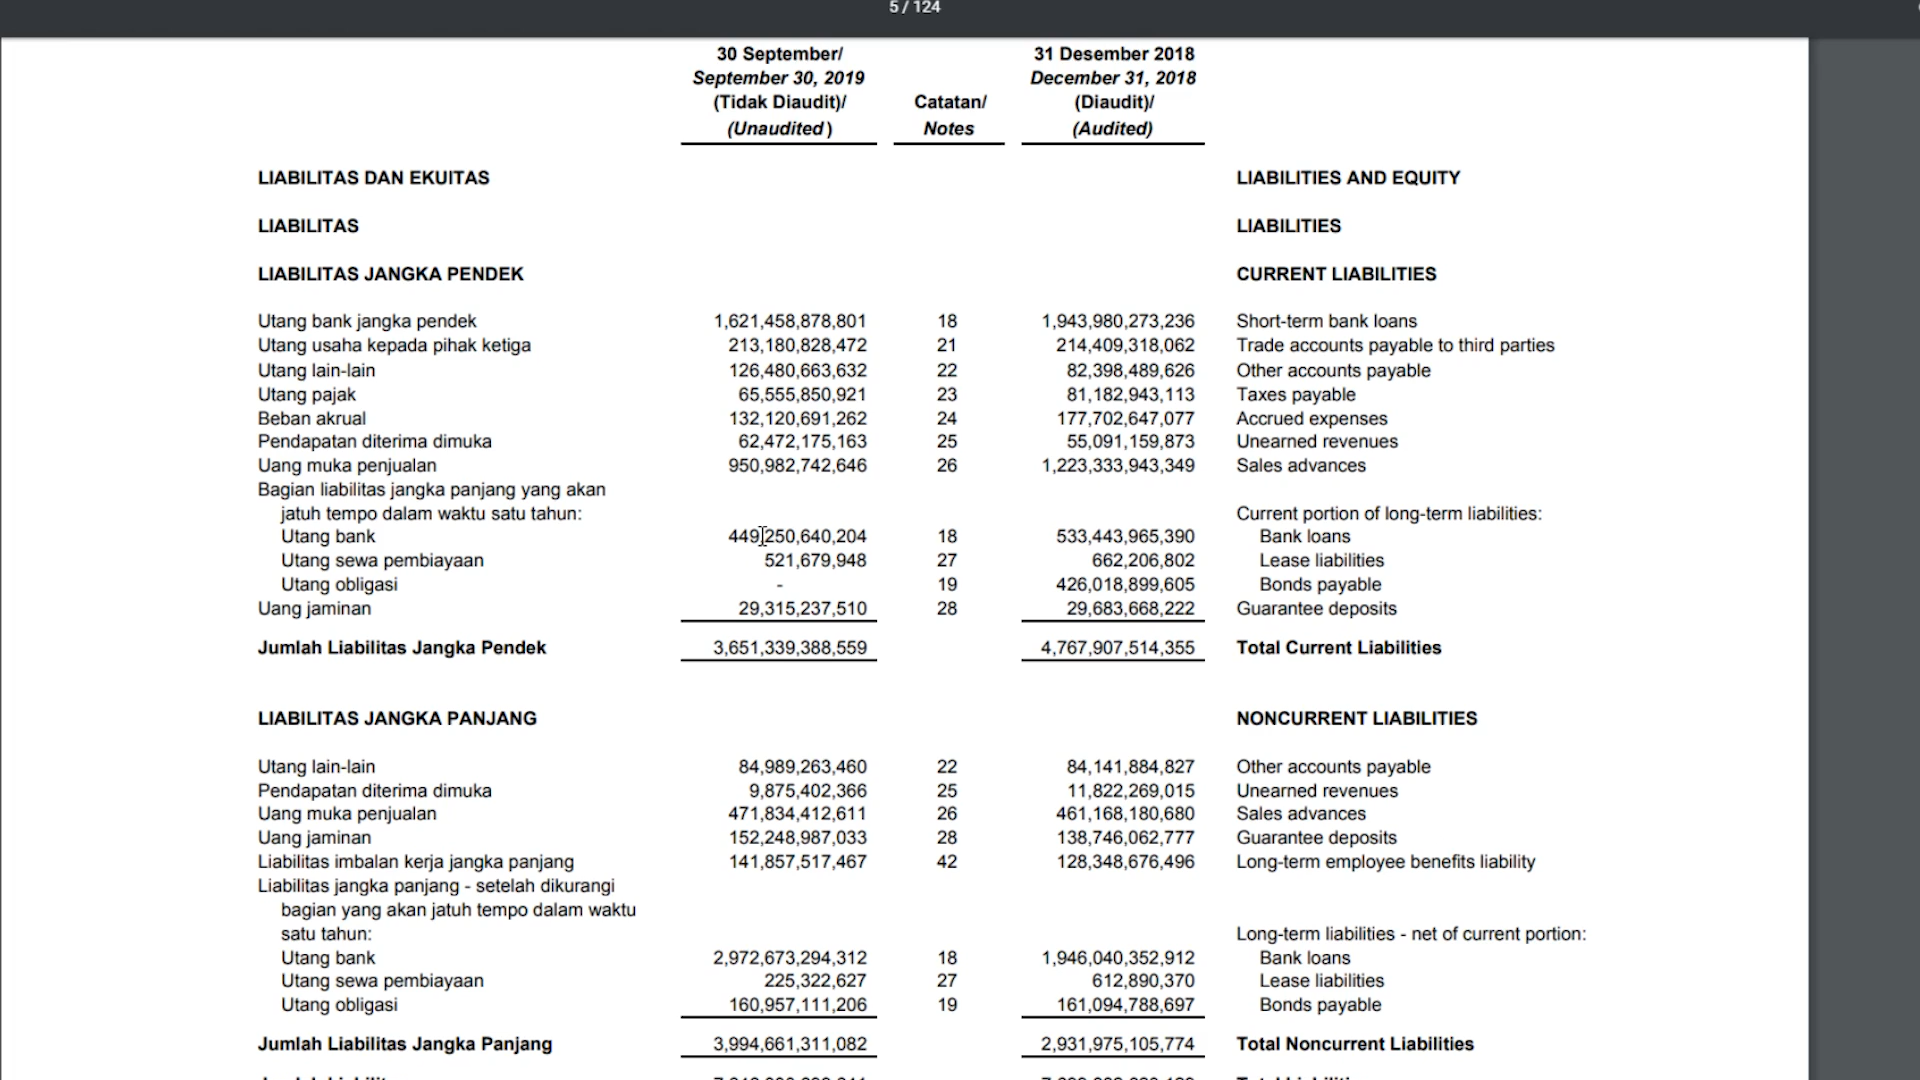 5 / 124
30 September/ 31 Desember 2018
September 30, 2019 December 31, 2018
(Tidak Diaudit)/ Catatan/ (Diaudit)/
(Unaudited ) Notes (Audited)
LIABILITAS DAN EKUITAS LIABILITIES AND EQUITY
LIABILITAS LIABILITIES
LIABILITAS JANGKA PENDEK CURRENT LIABILITIES
Utang bank jangka pendek 1,621,458,878,801 18 1,943,980,273,236 Short-term bank loans
Utang usaha kepada pihak ketiga 213,180,828,472 21 214,409,318,062 Trade accounts payable to third parties
Utang lain-lain 126,480,663,632 22 82,398,489,626 Other accounts payable
Utang pajak 65,555,850,921 23 81,182,943,113 Taxes payable
Beban akrual 132,120,691,262 24 177,702,647,077 Accrued expenses
Pendapatan diterima dimuka 62,472,175,163 25 55,091,159,873 Unearned revenues
Uang muka penjualan 950,982,742,646 26 1,223,333,943,349 Sales advances
Bagian liabilitas jangka panjang yang akan
jatuh tempo dalam waktu satu tahun: Current portion of long-term liabilities:
Utang bank 449,250,640,204 18 533,443,965,390 Bank loans
Utang sewa pembiayaan 521,679,948 27 662,206,802 Lease liabilities
Utang obligasi - 19 426,018,899,605 Bonds payable
Uang jaminan 29,315,237,510 28 29,683,668,222 Guarantee deposits
Jumlah Liabilitas Jangka Pendek 3,651,339,388,559 4,767,907,514,355 Total Current Liabilities
LIABILITAS JANGKA PANJANG NONCURRENT LIABILITIES
Utang lain-lain 84,989,263,460 22 84,141,884,827 Other accounts payable
Pendapatan diterima dimuka 9,875,402,366 25 11,822,269,015 Unearned revenues
Uang muka penjualan 471,834,412,611 26 461,168,180,680 Sales advances
Uang jaminan 152,248,987,033 28 138,746,062,777 Guarantee deposits
Liabilitas imbalan kerja jangka panjang 141,857,517,467 42 128,348,676,496 Long-term employee benefits liability
Liabilitas jangka panjang - setelah dikurangi
bagian yang akan jatuh tempo dalam waktu
satu tahun: Long-term liabilities - net of current portion:
Utang bank 2,972,673,294,312 18 1,946,040,352,912 Bank loans
Utang sewa pembiayaan 225,322,627 27 612,890,370 Lease liabilities
Utang obligasi 160,957,111,206 19 161,094,788,697 Bonds payable
Jumlah Liabilitas Jangka Panjang 3,994,661,311,082 2,931,975,105,774 Total Noncurrent Liabilities